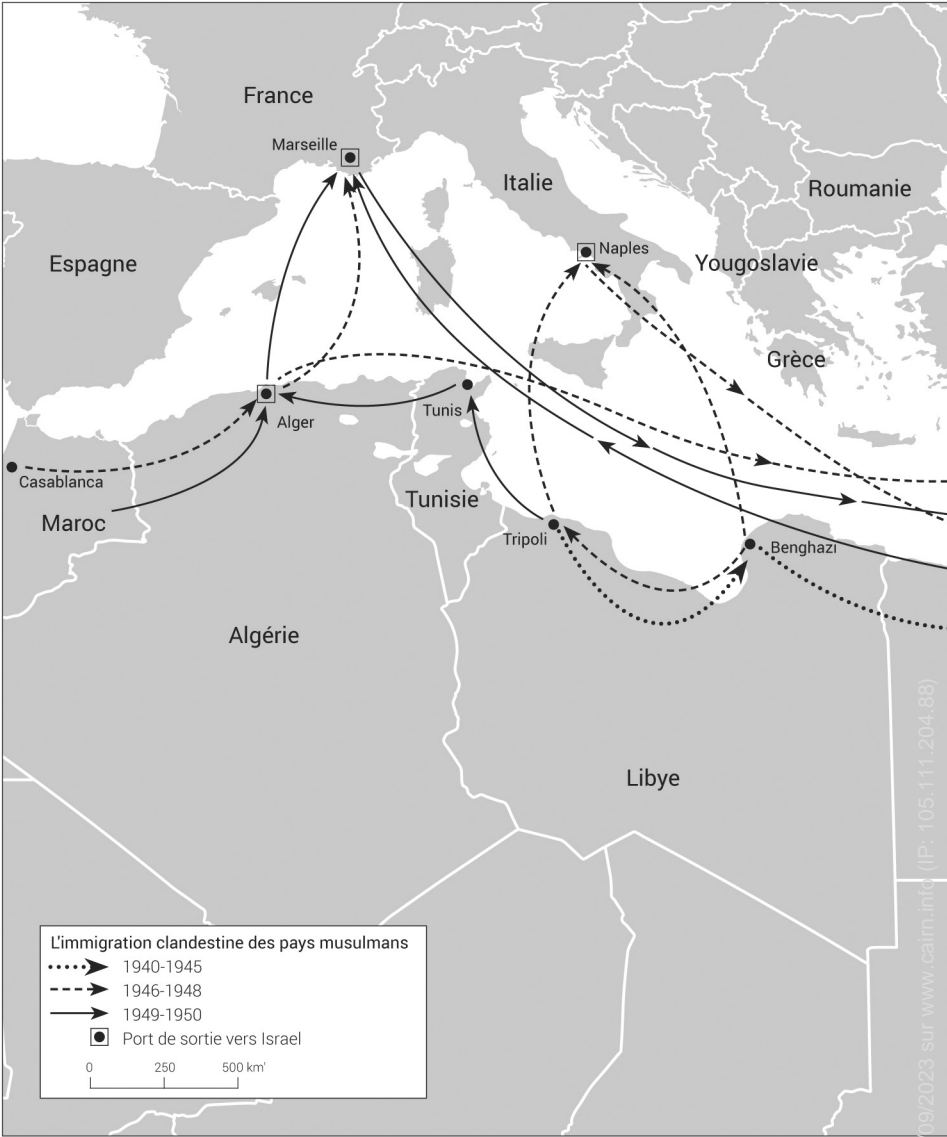 France
Marseille
Italie
Roumanie
Naples
Espagne
Yougoslavie
Grèce
Alger
Tunis
Casablanca
Tunisie
Maroc
Tripoli
Benghazi
Algérie
Libye
L'immigration clandestine des pays musulmans
1940-1945
1946-1948
1949-1950
Port de sortie vers Israel
0 250 500 km'
09/2023 sur www.cairn.info (IP: 105.111.204.88)